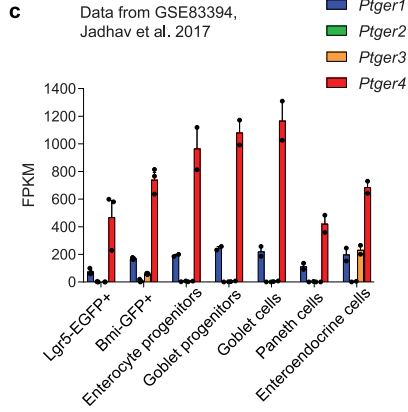 c
Data from GSE83394,
Jadhav et al. 2017
Ptger1
Ptger2
Ptger3
Ptger4
FPKM
1400
1200
1000
800
600
400
200
0
Lgr5-EGFP+
Bmi-GFP+
Enterocyte progenitors
Goblet progenitors
Goblet cells
Paneth cells
Enteroendocrine cells